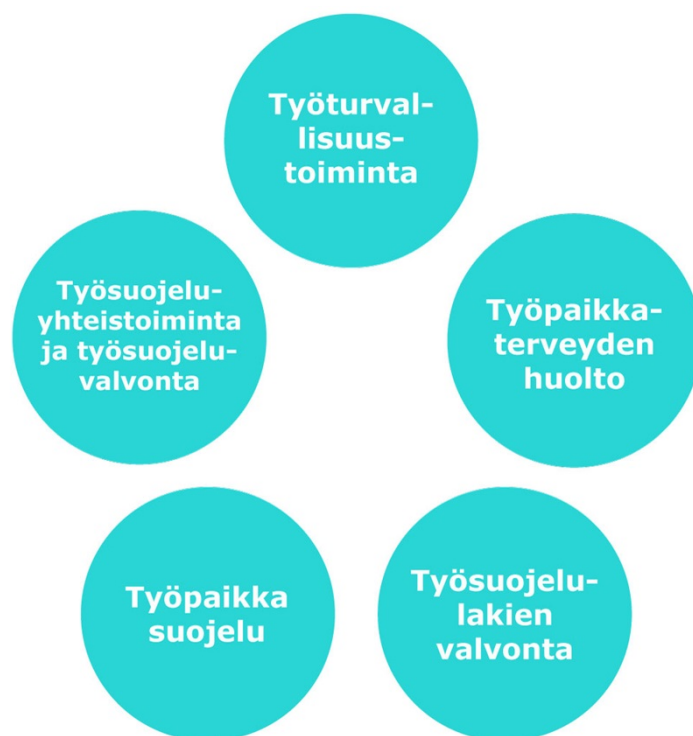 Työturval-
lisuus-
toiminta
Työpaikka-
terveyden
huolto
Työsuojelu-
lakien
valvonta
Työpaikka
suojelu
Työsuojelu-
yhteistoiminta
ja työsuojelu-
valvonta